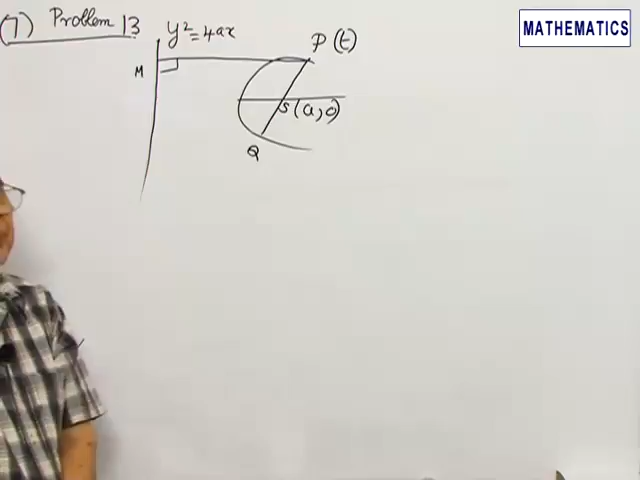 (7) Problem 13
y² = 4ax
P (t)
M
S(a,0)
Q
MATHEMATICS